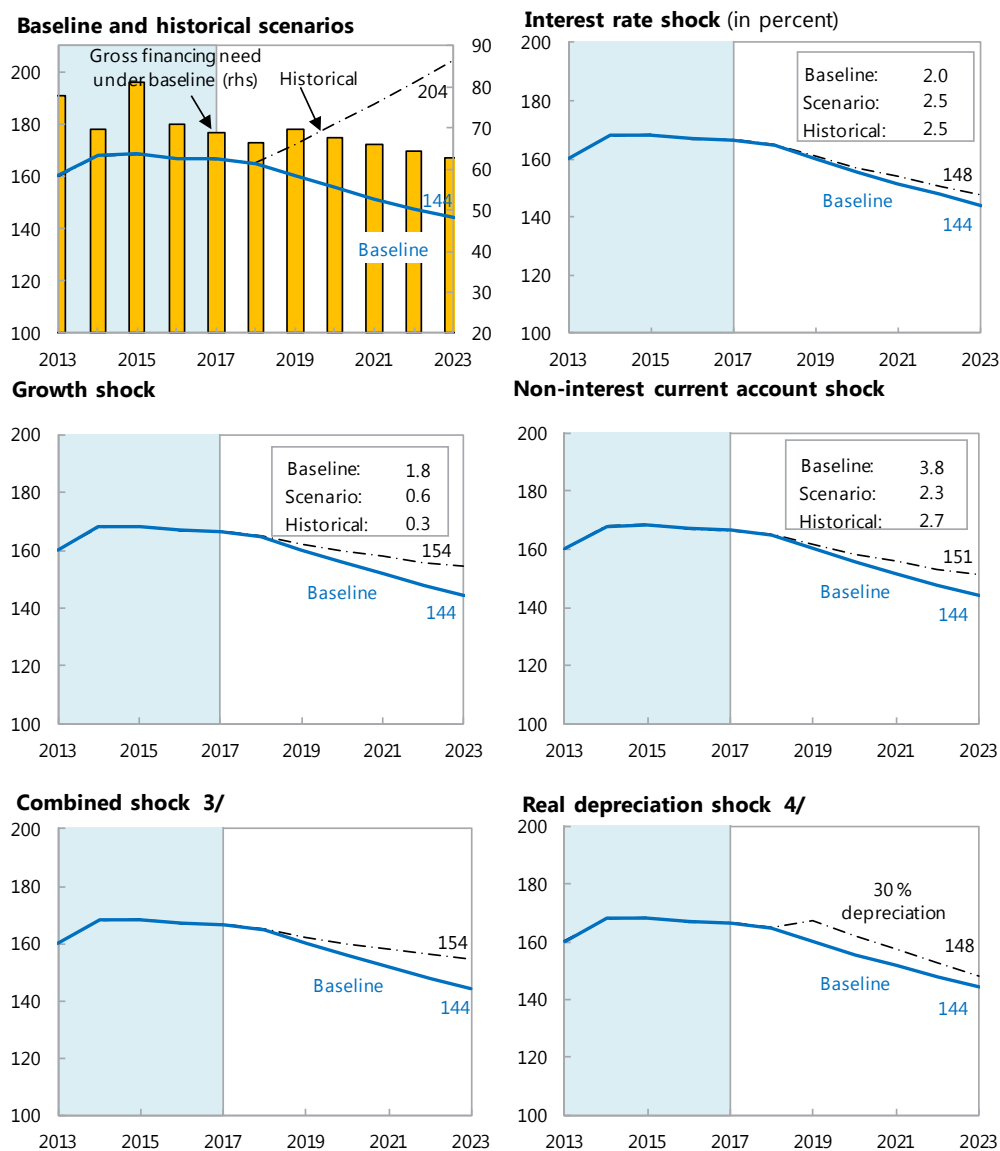 Baseline and historical scenarios
Gross financing need
under baseline (rhs)
Historical
204
144
Baseline
200
180
160
140
120
100
90
80
70
60
50
40
30
20
2013 2015 2017 2019 2021 2023
Interest rate shock (in percent)
Baseline: 2.0
Scenario: 2.5
Historical: 2.5
148
Baseline
144
200
180
160
140
120
100
2013 2015 2017 2019 2021 2023
Growth shock
Baseline: 1.8
Scenario: 0.6
Historical: 0.3
154
Baseline
144
200
180
160
140
120
100
2013 2015 2017 2019 2021 2023
Non-interest current account shock
Baseline: 3.8
Scenario: 2.3
Historical: 2.7
151
Baseline
144
200
180
160
140
120
100
2013 2015 2017 2019 2021 2023
Combined shock 3/
154
Baseline
144
200
180
160
140
120
100
2013 2015 2017 2019 2021 2023
Real depreciation shock 4/
30 %
depreciation
148
Baseline
144
200
180
160
140
120
100
2013 2015 2017 2019 2021 2023